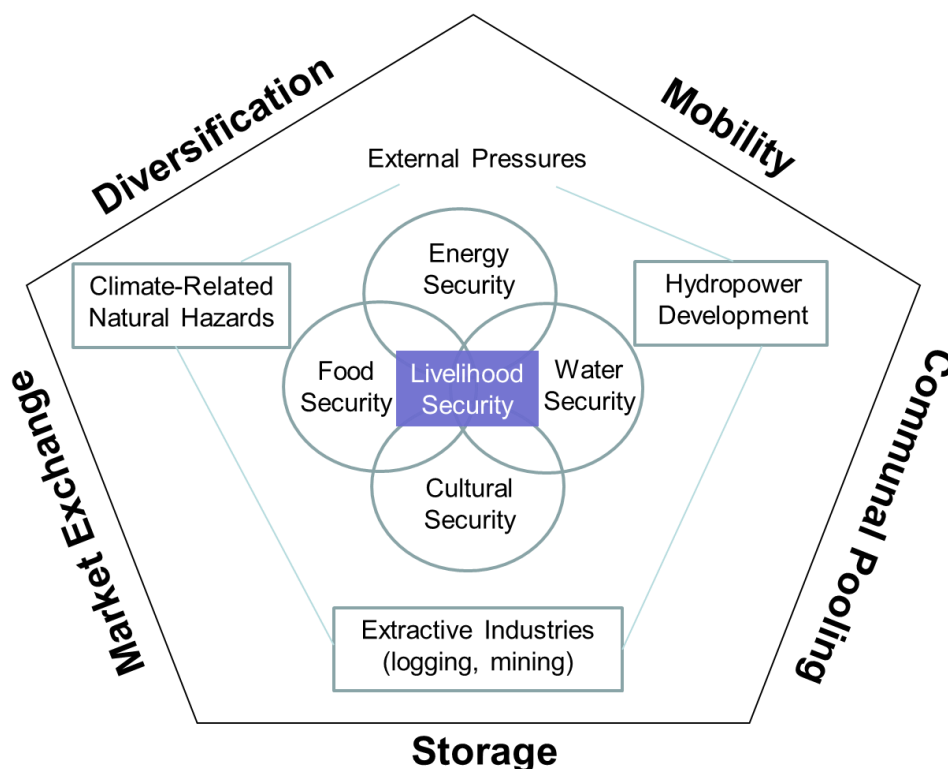 Diversification
Mobility
External Pressures
Energy
Security
Climate-Related
Natural Hazards
Hydropower
Development
Food
Security
Livelihood
Security
Water
Security
Cultural
Security
Market Exchange
Communal Pooling
Extractive Industries
(logging, mining)
Storage